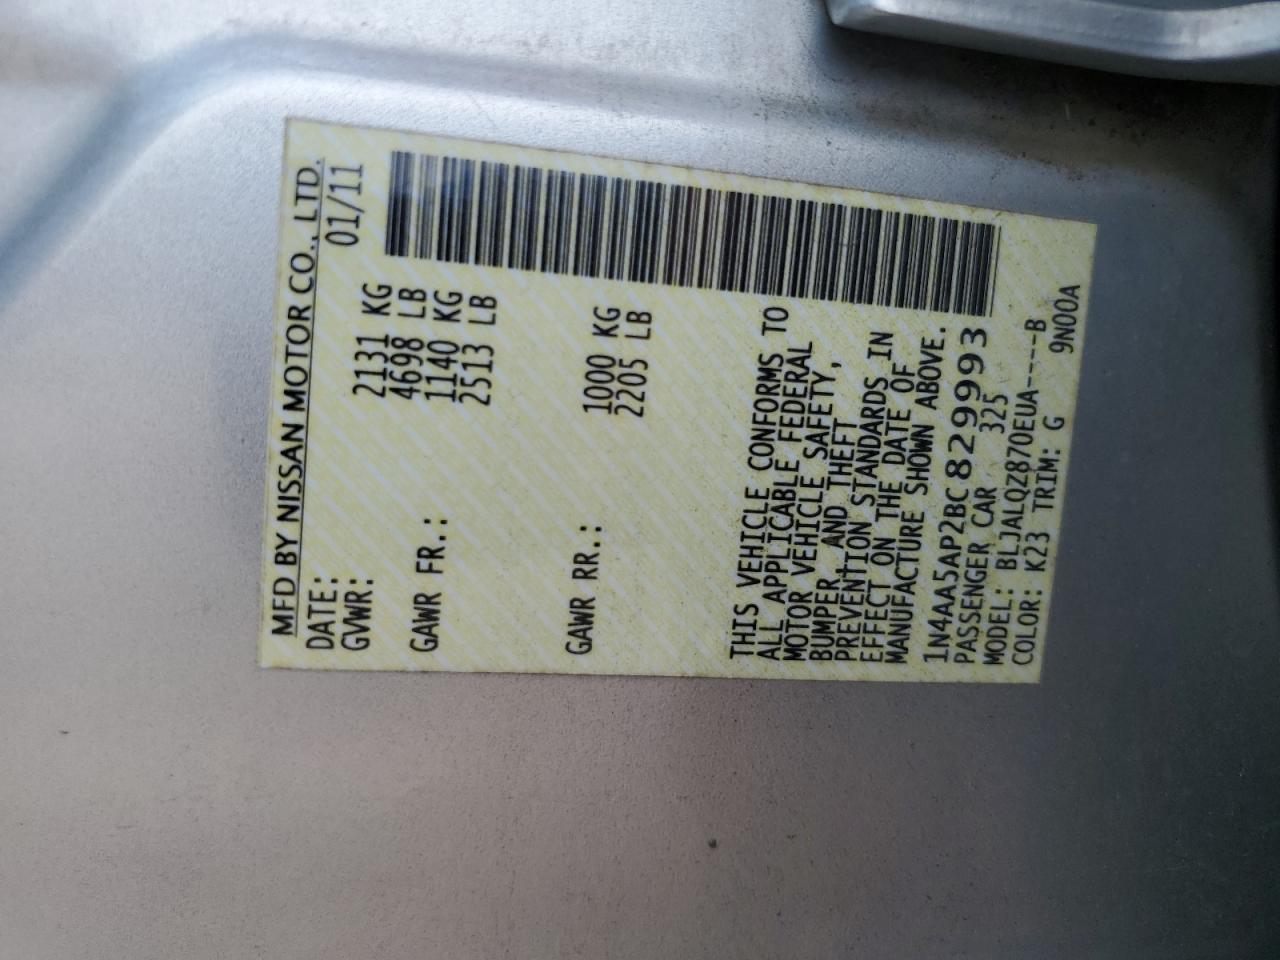 MFD BY NISSAN MOTOR CO., LTD.
DATE: 01/11
GVWR: 2131 KG
4698 LB
GAWR FR.: 1140 KG
2513 LB
GAWR RR.: 1000 KG
2205 LB
THIS VEHICLE CONFORMS TO
ALL APPLICABLE FEDERAL
MOTOR VEHICLE SAFETY,
BUMPER, AND THEFT
PREVENTION STANDARDS IN
EFFECT ON THE DATE OF
MANUFACTURE SHOWN ABOVE.
1N4AA5AP2BC829993
PASSENGER CAR 325
MODEL: BLJALQZ870EUA-----B
COLOR: K23 TRIM: G 9N00A